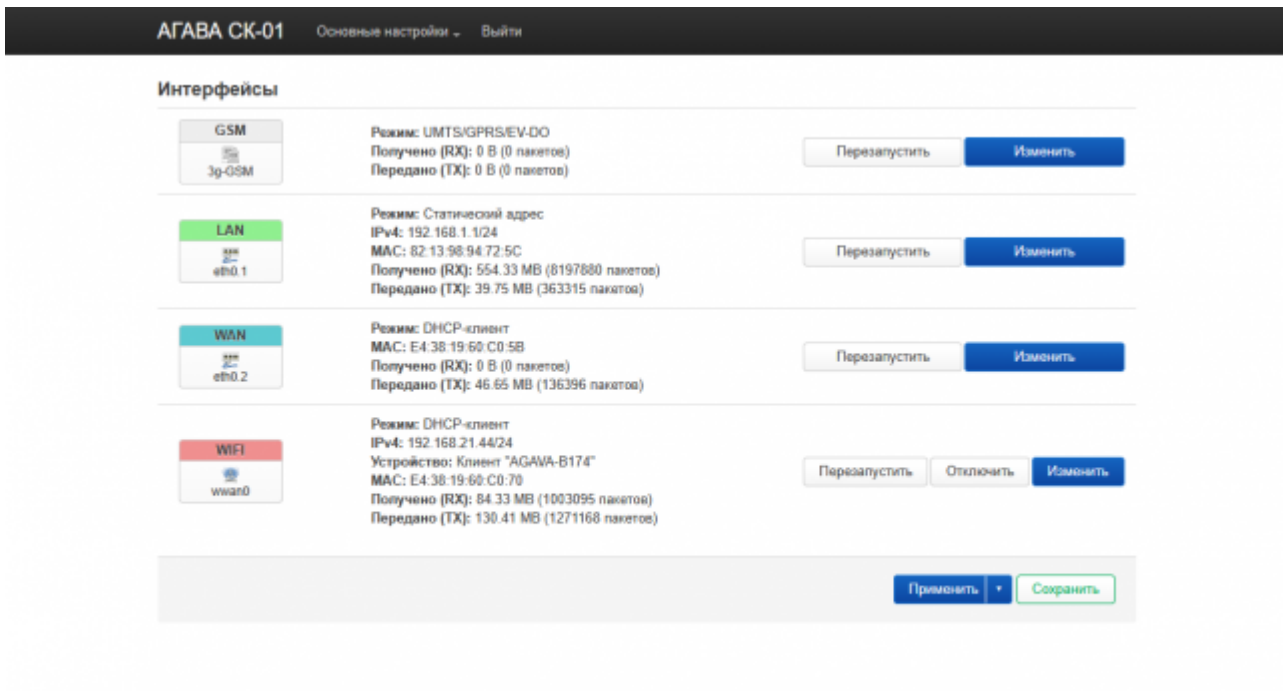 АГАВА СК-01 Основные настройки Выйти
Интерфейсы
GSM
3g-GSM
Режим: UMTS/GPRS/EV-DO
Получено (RX): 0 B (0 пакетов)
Передано (TX): 0 B (0 пакетов)
Перезапустить Изменить
LAN
eth0.1
Режим: Статический адрес
IPv4: 192.168.1.1/24
MAC: 82:13:98:94:72:5C
Получено (RX): 554.33 MB (8197880 пакетов)
Передано (TX): 39.75 MB (363315 пакетов)
Перезапустить Изменить
WAN
eth0.2
Режим: DHCP-клиент
MAC: E4:38:19:60:C0:5B
Получено (RX): 0 B (0 пакетов)
Передано (TX): 46.65 MB (136396 пакетов)
Перезапустить Изменить
WIFI
wwan0
Режим: DHCP-клиент
IPv4: 192.168.21.44/24
Устройство: Клиент "AGAVA-B174"
MAC: E4:38:19:60:C0:70
Получено (RX): 84.33 MB (1003095 пакетов)
Передано (TX): 130.41 MB (1271168 пакетов)
Перезапустить Отключить Изменить
Применить Сохранить